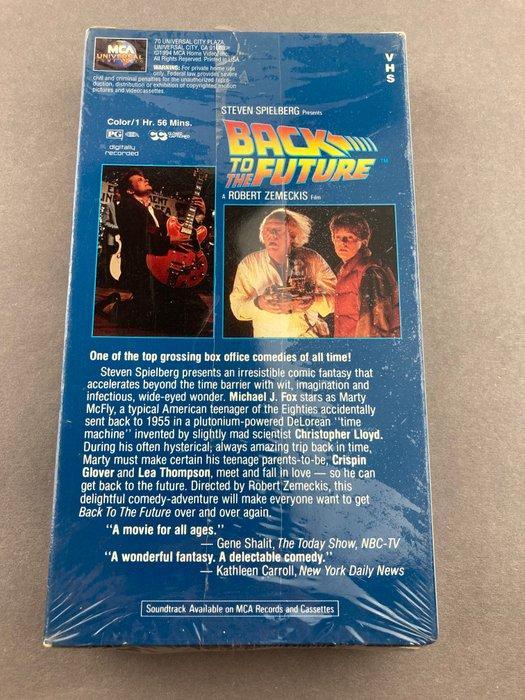 MCA
UNIVERSAL
70 UNIVERSAL CITY PLAZA
UNIVERSAL CITY, CA 91608
©1994 MCA Home Video, Inc.
All Rights Reserved. Printed in USA
WARNING: For private home use
only. Federal law provides severe
civil and criminal penalties for the unauthorized repro-
duction, distribution or exhibition of copyrighted motion
pictures and videocassettes.
VHS
Color/1 Hr. 56 Mins.
PG
digitally
recorded
STEVEN SPIELBERG Presents
BACK
TO
THE FUTURE™
A ROBERT ZEMECKIS Film
One of the top grossing box office comedies of all time!
Steven Spielberg presents an irresistible comic fantasy that
accelerates beyond the time barrier with wit, imagination and
infectious, wide-eyed wonder. Michael J. Fox stars as Marty
McFly, a typical American teenager of the Eighties accidentally
sent back to 1955 in a plutonium-powered DeLorean "time
machine" invented by slightly mad scientist Christopher Lloyd.
During his often hysterical, always amazing trip back in time,
Marty must make certain his teenage parents-to-be, Crispin
Glover and Lea Thompson, meet and fall in love — so he can
get back to the future. Directed by Robert Zemeckis, this
delightful comedy-adventure will make everyone want to get
Back To The Future over and over again.
"A movie for all ages."
— Gene Shalit, The Today Show, NBC-TV
"A wonderful fantasy. A delectable comedy."
— Kathleen Carroll, New York Daily News
Soundtrack Available on MCA Records and Cassettes